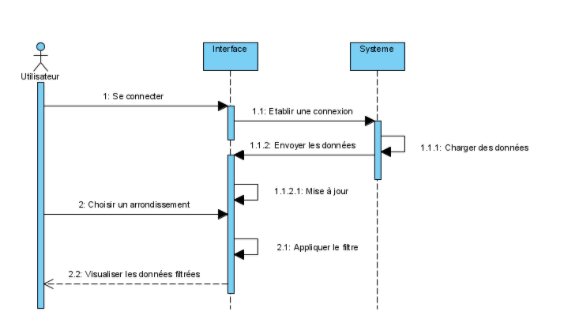 Interface
Systeme
Utilisateur
1: Se connecter
1.1: Etablir une connexion
1.1.2: Envoyer les données
1.1.1: Charger des données
1.1.2.1: Mise à jour
2: Choisir un arrondissement
2.1: Appliquer le filtre
2.2: Visualiser les données filtrées